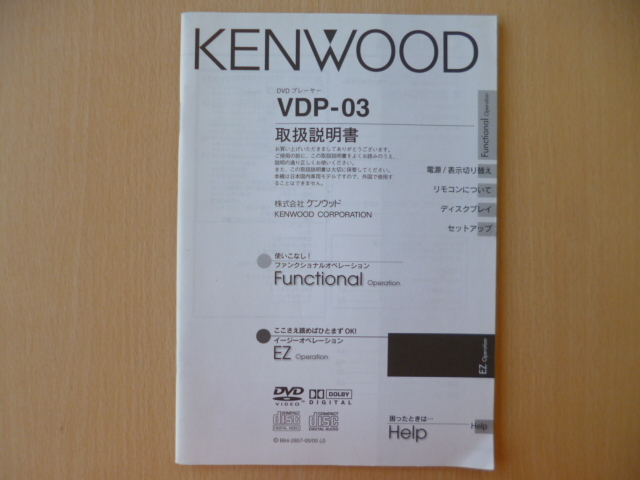 KENWOOD
DVD プレーヤー
VDP-03
取扱説明書
お買い上げいただきましてありがとうございます。
ご使用の前に、この取扱説明書をよくお読みのうえ、
説明の通り正しくお使いください。
また、この取扱説明書は大切に保管してください。
本機は日本国内専用モデルですので、外国で使用す
ることはできません。
株式会社 ケンウッド
KENWOOD CORPORATION
Functional Operation
電源/表示切り替え
リモコンについて
ディスクプレイ
セットアップ
使いこなし!
ファンクショナルオペレーション
Functional Operation
ここさえ読めばひとまずOK!
イージーオペレーション
EZ Operation
EZ Operation
DVD
VIDEO
DOLBY
DIGITAL
COMPACT
disc
DIGITAL VIDEO
COMPACT
disc
DIGITAL AUDIO
困ったときは…
Help
Help